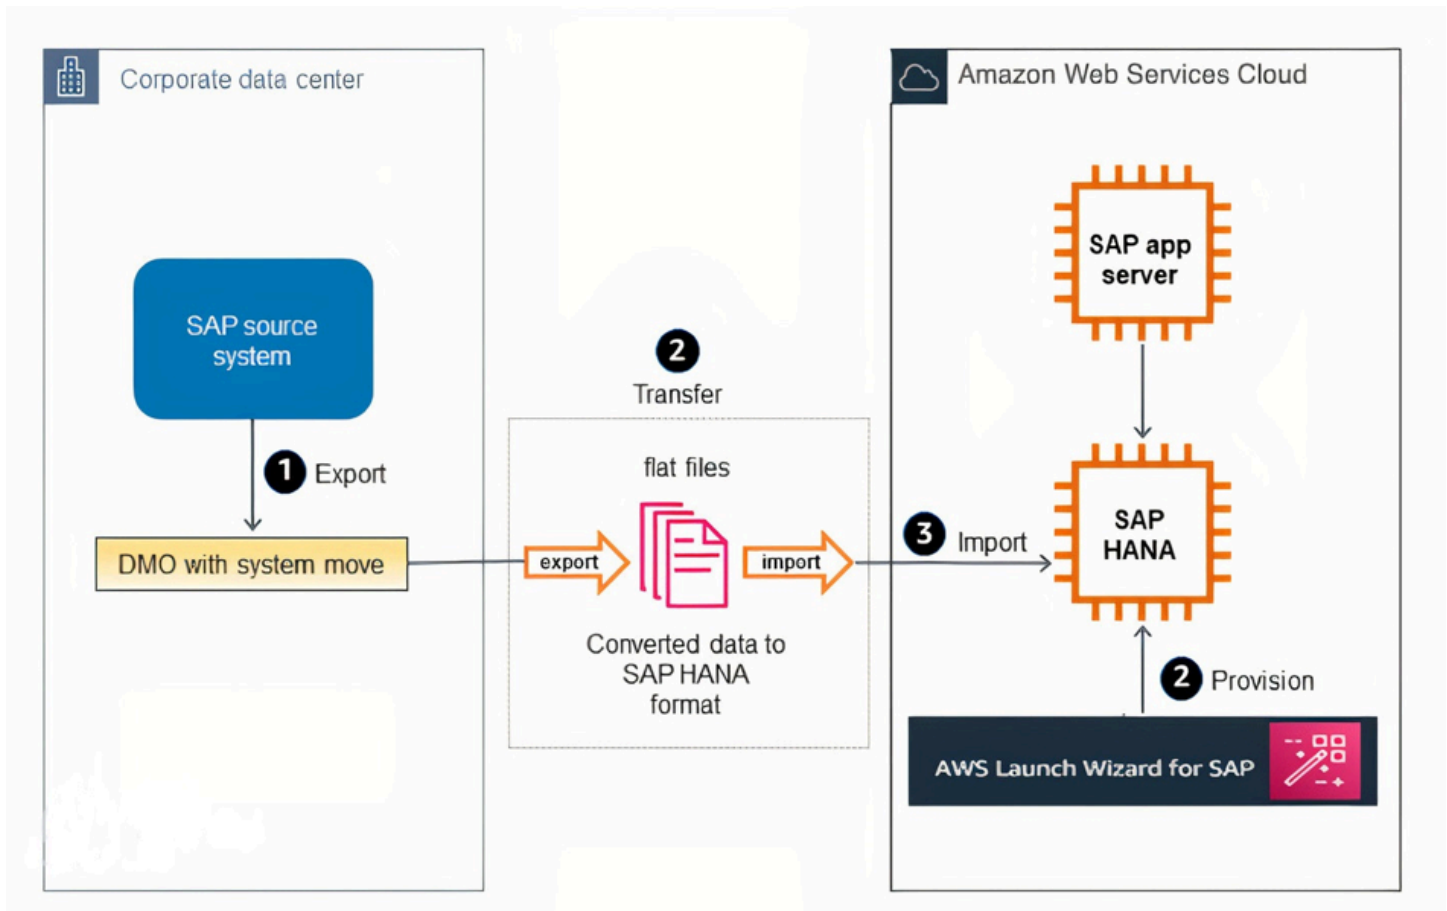 Corporate data center
Amazon Web Services Cloud
SAP app
server
SAP source
system
2
Transfer
1 Export
flat files
DMO with system move
export
import
3 Import
SAP
HANA
Converted data to
SAP HANA
format
2 Provision
AWS Launch Wizard for SAP